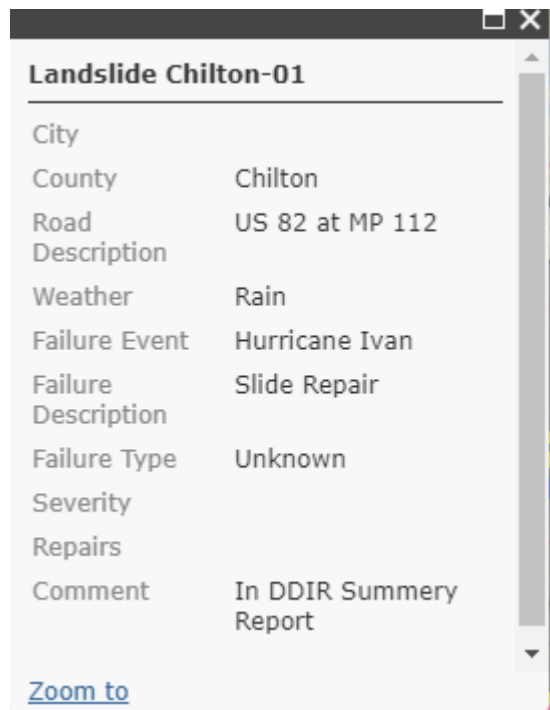 Landslide Chilton-01
City
County Chilton
Road US 82 at MP 112
Description
Weather Rain
Failure Event Hurricane Ivan
Failure Slide Repair
Description
Failure Type Unknown
Severity
Repairs
Comment In DDIR Summery
Report
Zoom to